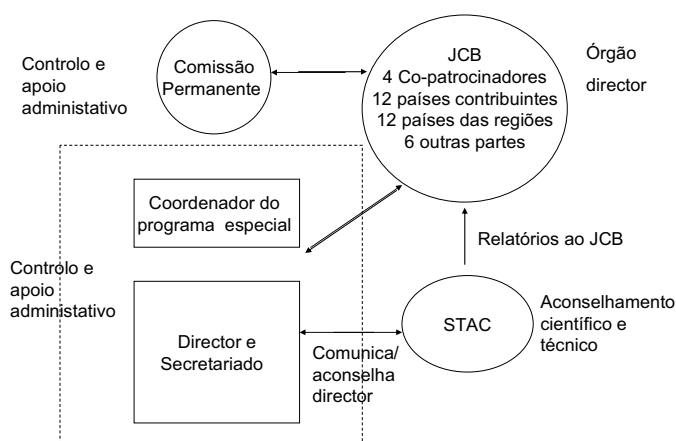 Controlo e
apoio
administativo
Comissão
Permanente
JCB
4 Co-patrocinadores
12 países contribuintes
12 países das regiões
6 outras partes
Órgão
director
Coordenador do
programa especial
Relatórios ao JCB
Controlo e
apoio
administativo
Director e
Secretariado
Comunica/
aconselha
director
STAC
Aconselhamento
científico e
técnico